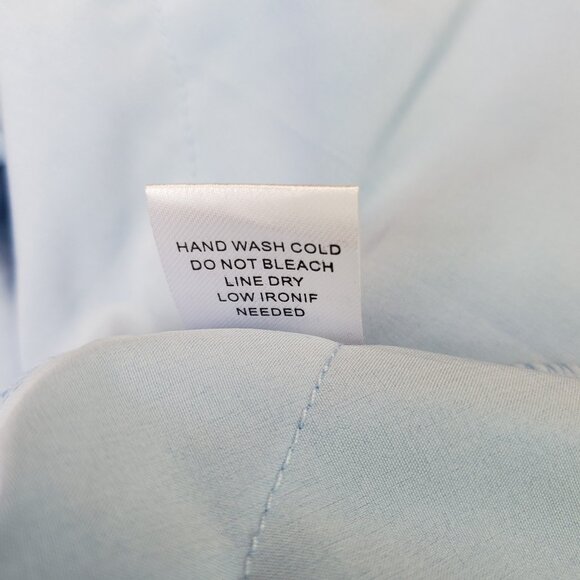 HAND WASH COLD
DO NOT BLEACH
LINE DRY
LOW IRONIF
NEEDED